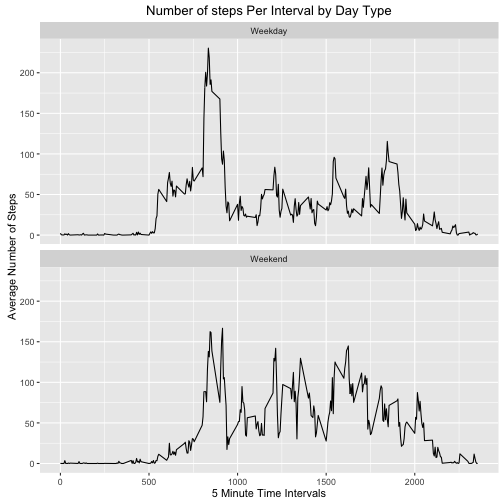 Number of steps Per Interval by Day Type
Weekday
200
150
100
50
0
Weekend
200
150
100
50
0
Average Number of Steps
0 500 1000 1500 2000
5 Minute Time Intervals